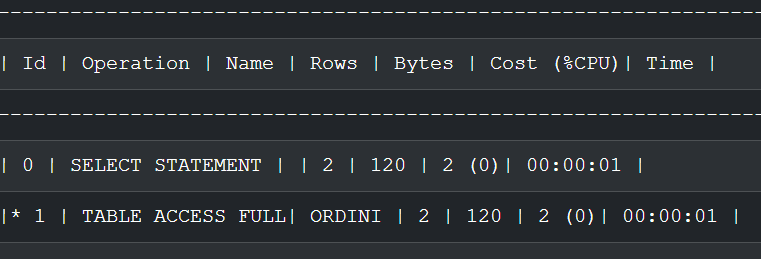 --------------------------------------------------------------------------
| Id | Operation | Name | Rows | Bytes | Cost (%CPU)| Time |
--------------------------------------------------------------------------
| 0 | SELECT STATEMENT | | 2 | 120 | 2 (0)| 00:00:01 |
|* 1 | TABLE ACCESS FULL| ORDINI | 2 | 120 | 2 (0)| 00:00:01 |